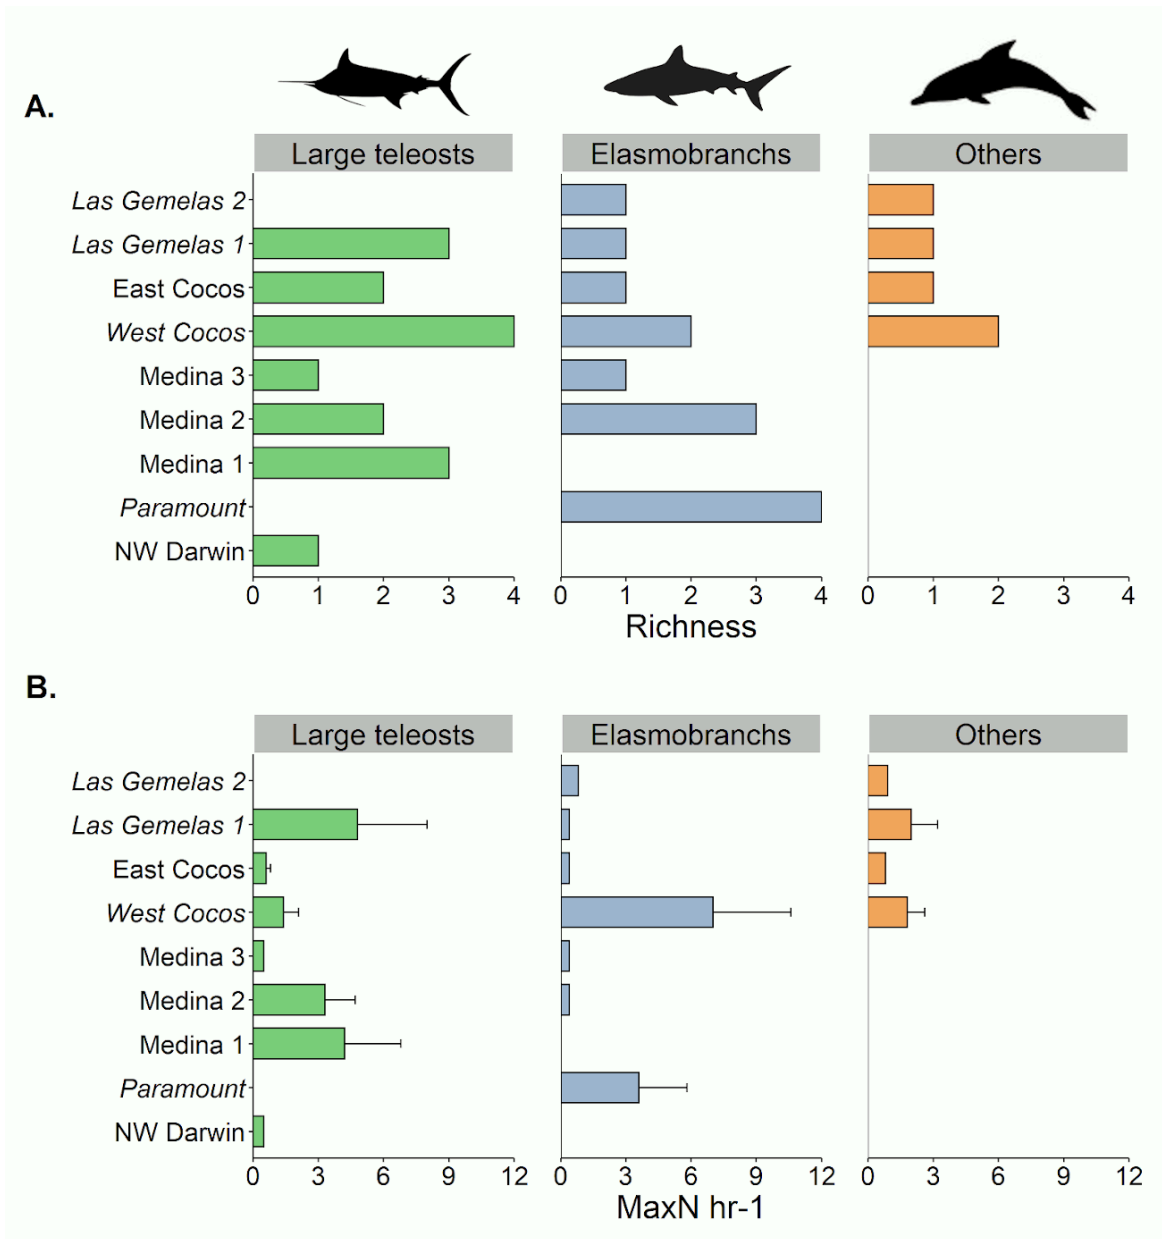 A.
Large teleosts Elasmobranchs Others
Las Gemelas 2
Las Gemelas 1
East Cocos
West Cocos
Medina 3
Medina 2
Medina 1
Paramount
NW Darwin
0 1 2 3 4 0 1 2 3 4 0 1 2 3 4
Richness
B.
Large teleosts Elasmobranchs Others
Las Gemelas 2
Las Gemelas 1
East Cocos
West Cocos
Medina 3
Medina 2
Medina 1
Paramount
NW Darwin
0 3 6 9 12 0 3 6 9 12 0 3 6 9 12
MaxN hr-1